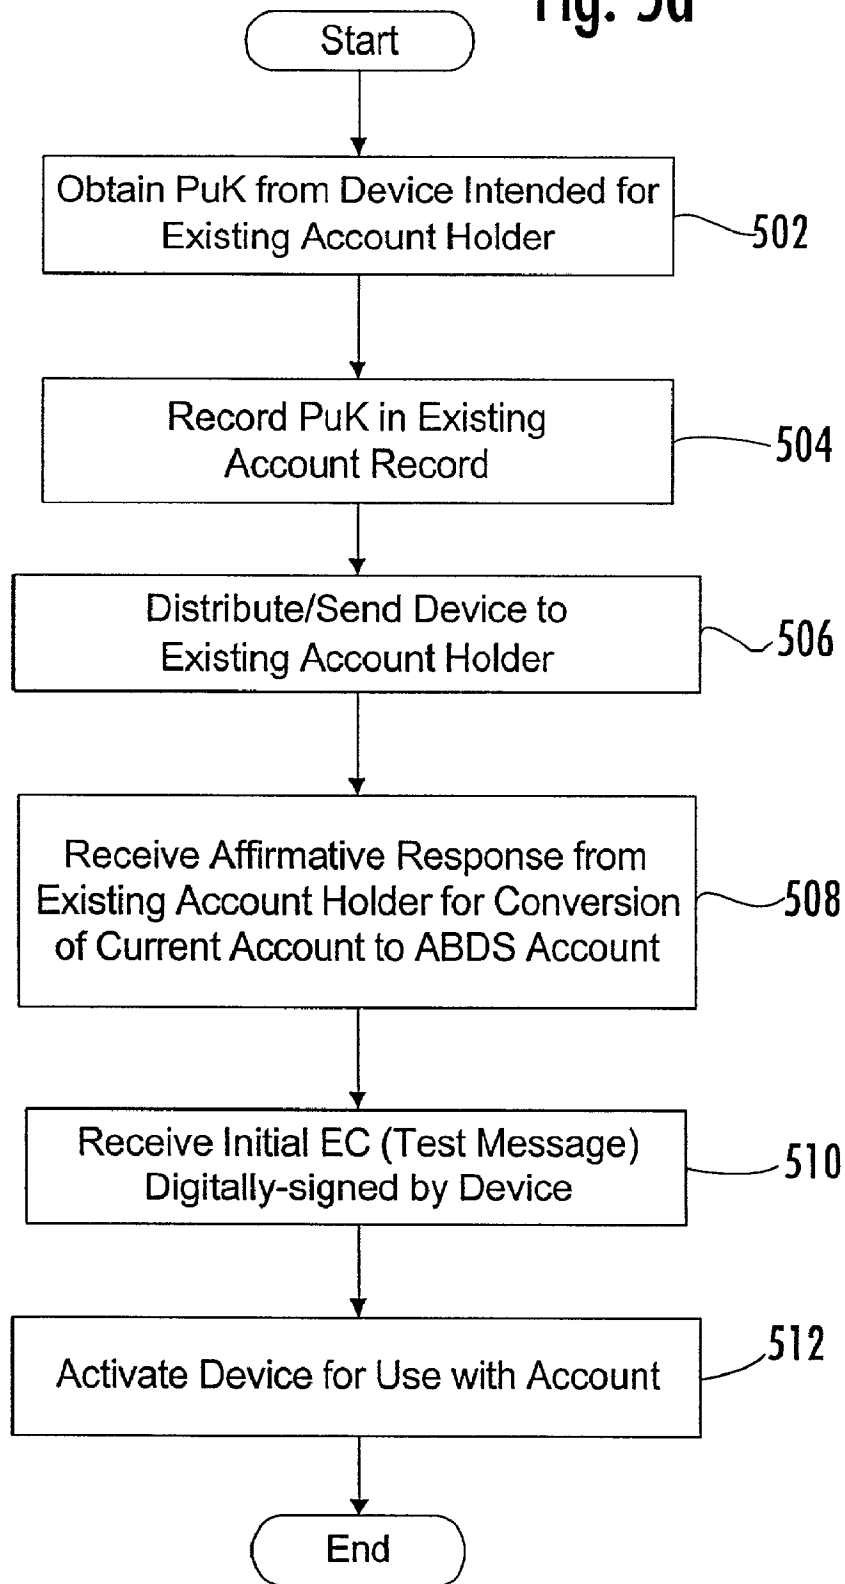 Fig. 5a
Start
Obtain PuK from Device Intended for
Existing Account Holder
502
Record PuK in Existing
Account Record
504
Distribute/Send Device to
Existing Account Holder
506
Receive Affirmative Response from
Existing Account Holder for Conversion
of Current Account to ABDS Account
508
Receive Initial EC (Test Message)
Digitally-signed by Device
510
Activate Device for Use with Account
512
End